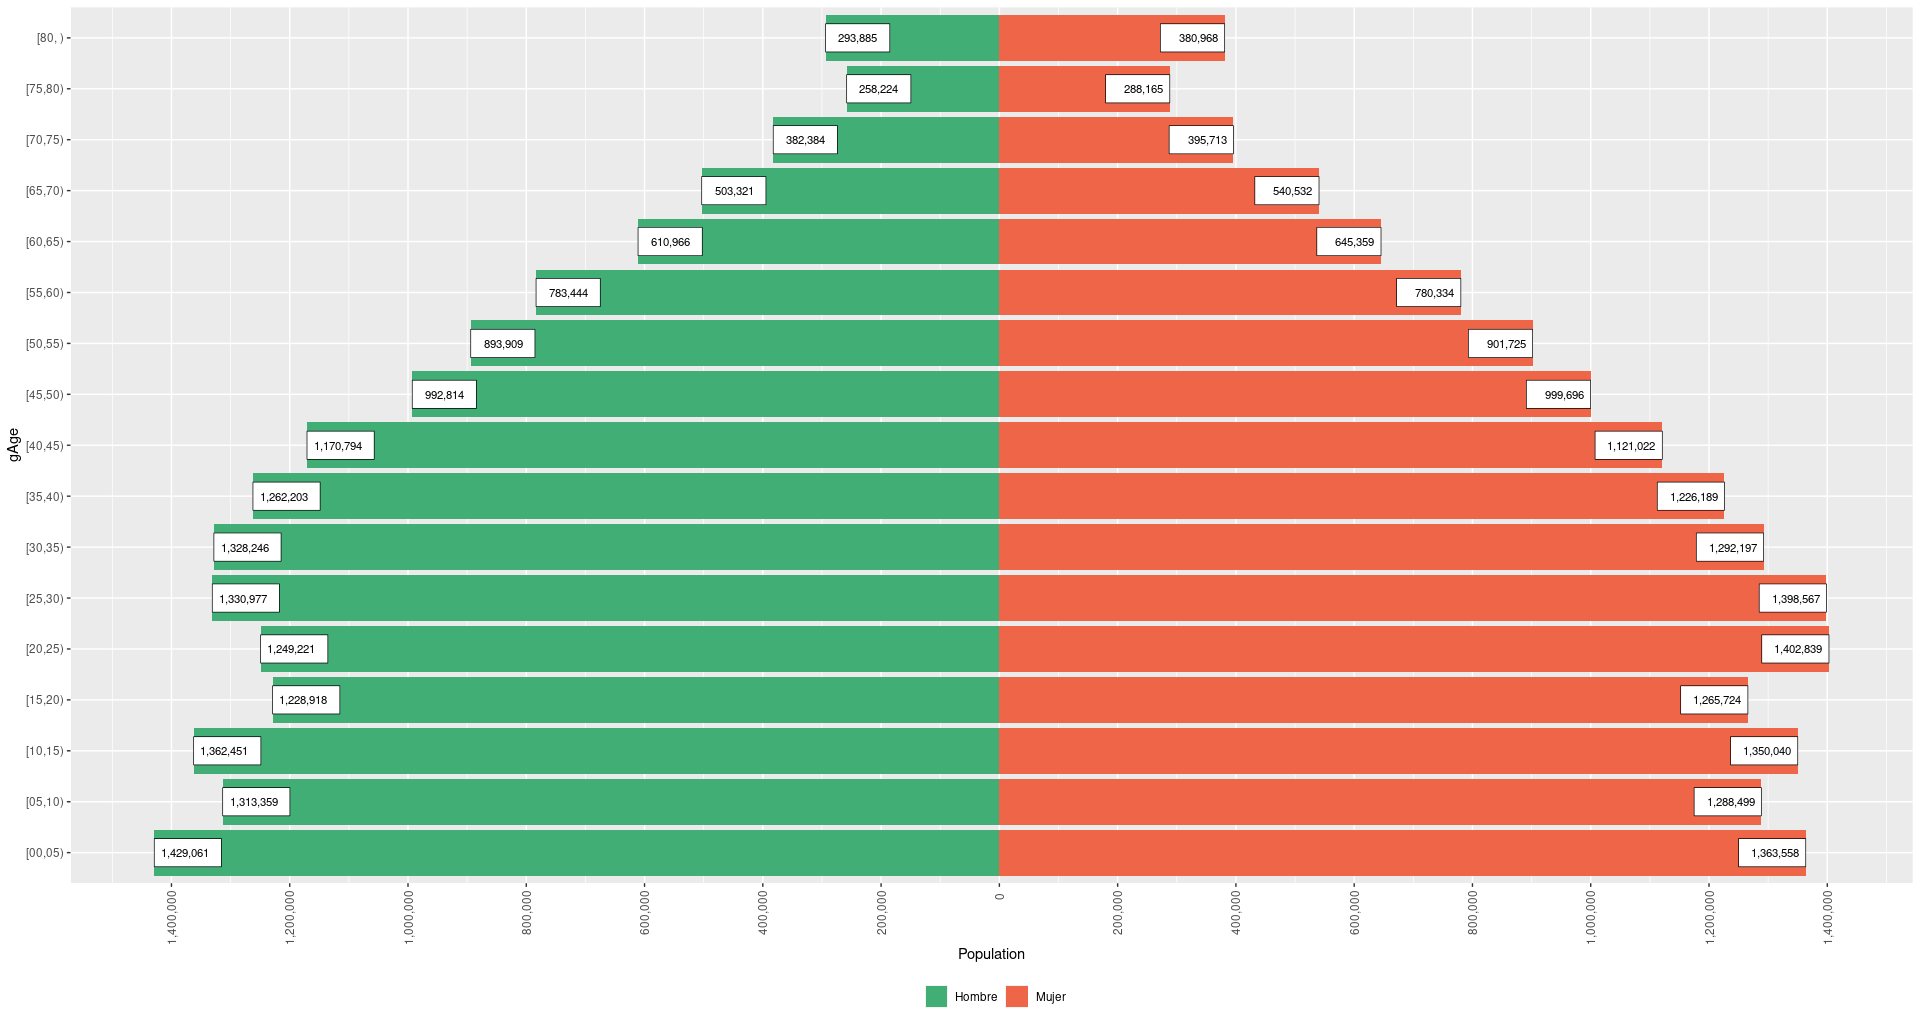 [80, ) 293,885 380,968
[75,80) 258,224 288,165
[70,75) 382,384 395,713
[65,70) 503,321 540,532
[60,65) 610,966 645,359
[55,60) 783,444 780,334
[50,55) 893,909 901,725
[45,50) 992,814 999,696
[40,45) 1,170,794 1,121,022
[35,40) 1,262,203 1,226,189
[30,35) 1,328,246 1,292,197
[25,30) 1,330,977 1,398,567
[20,25) 1,249,221 1,402,839
[15,20) 1,228,918 1,265,724
[10,15) 1,362,451 1,350,040
[05,10) 1,313,359 1,288,499
[00,05) 1,429,061 1,363,558
gAge
1,400,000 1,200,000 1,000,000 800,000 600,000 400,000 200,000 0 200,000 400,000 600,000 800,000 1,000,000 1,200,000 1,400,000
Population
Hombre Mujer